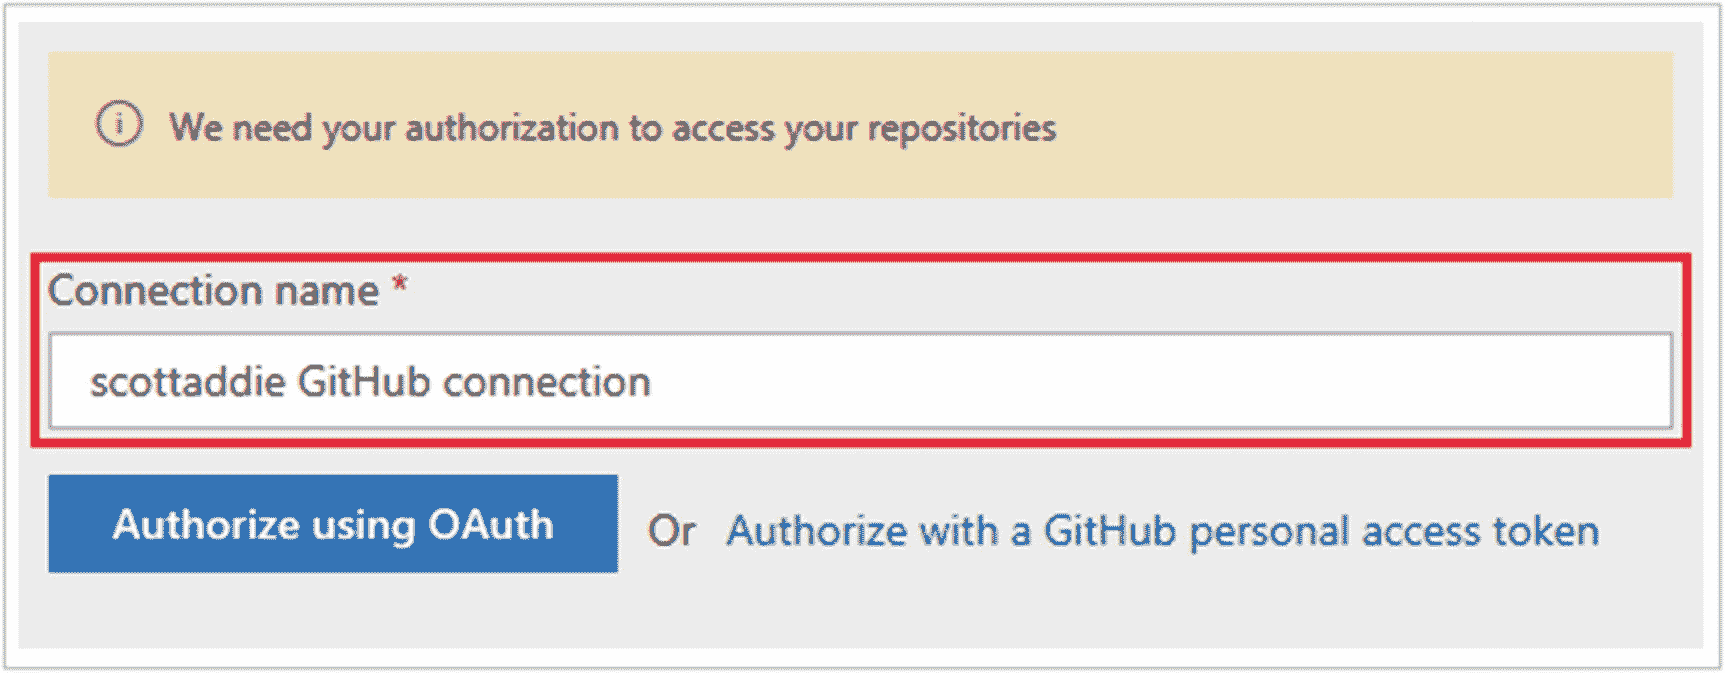 We need your authorization to access your repositories
Connection name *
scottaddie GitHub connection
Authorize using OAuth Or Authorize with a GitHub personal access token